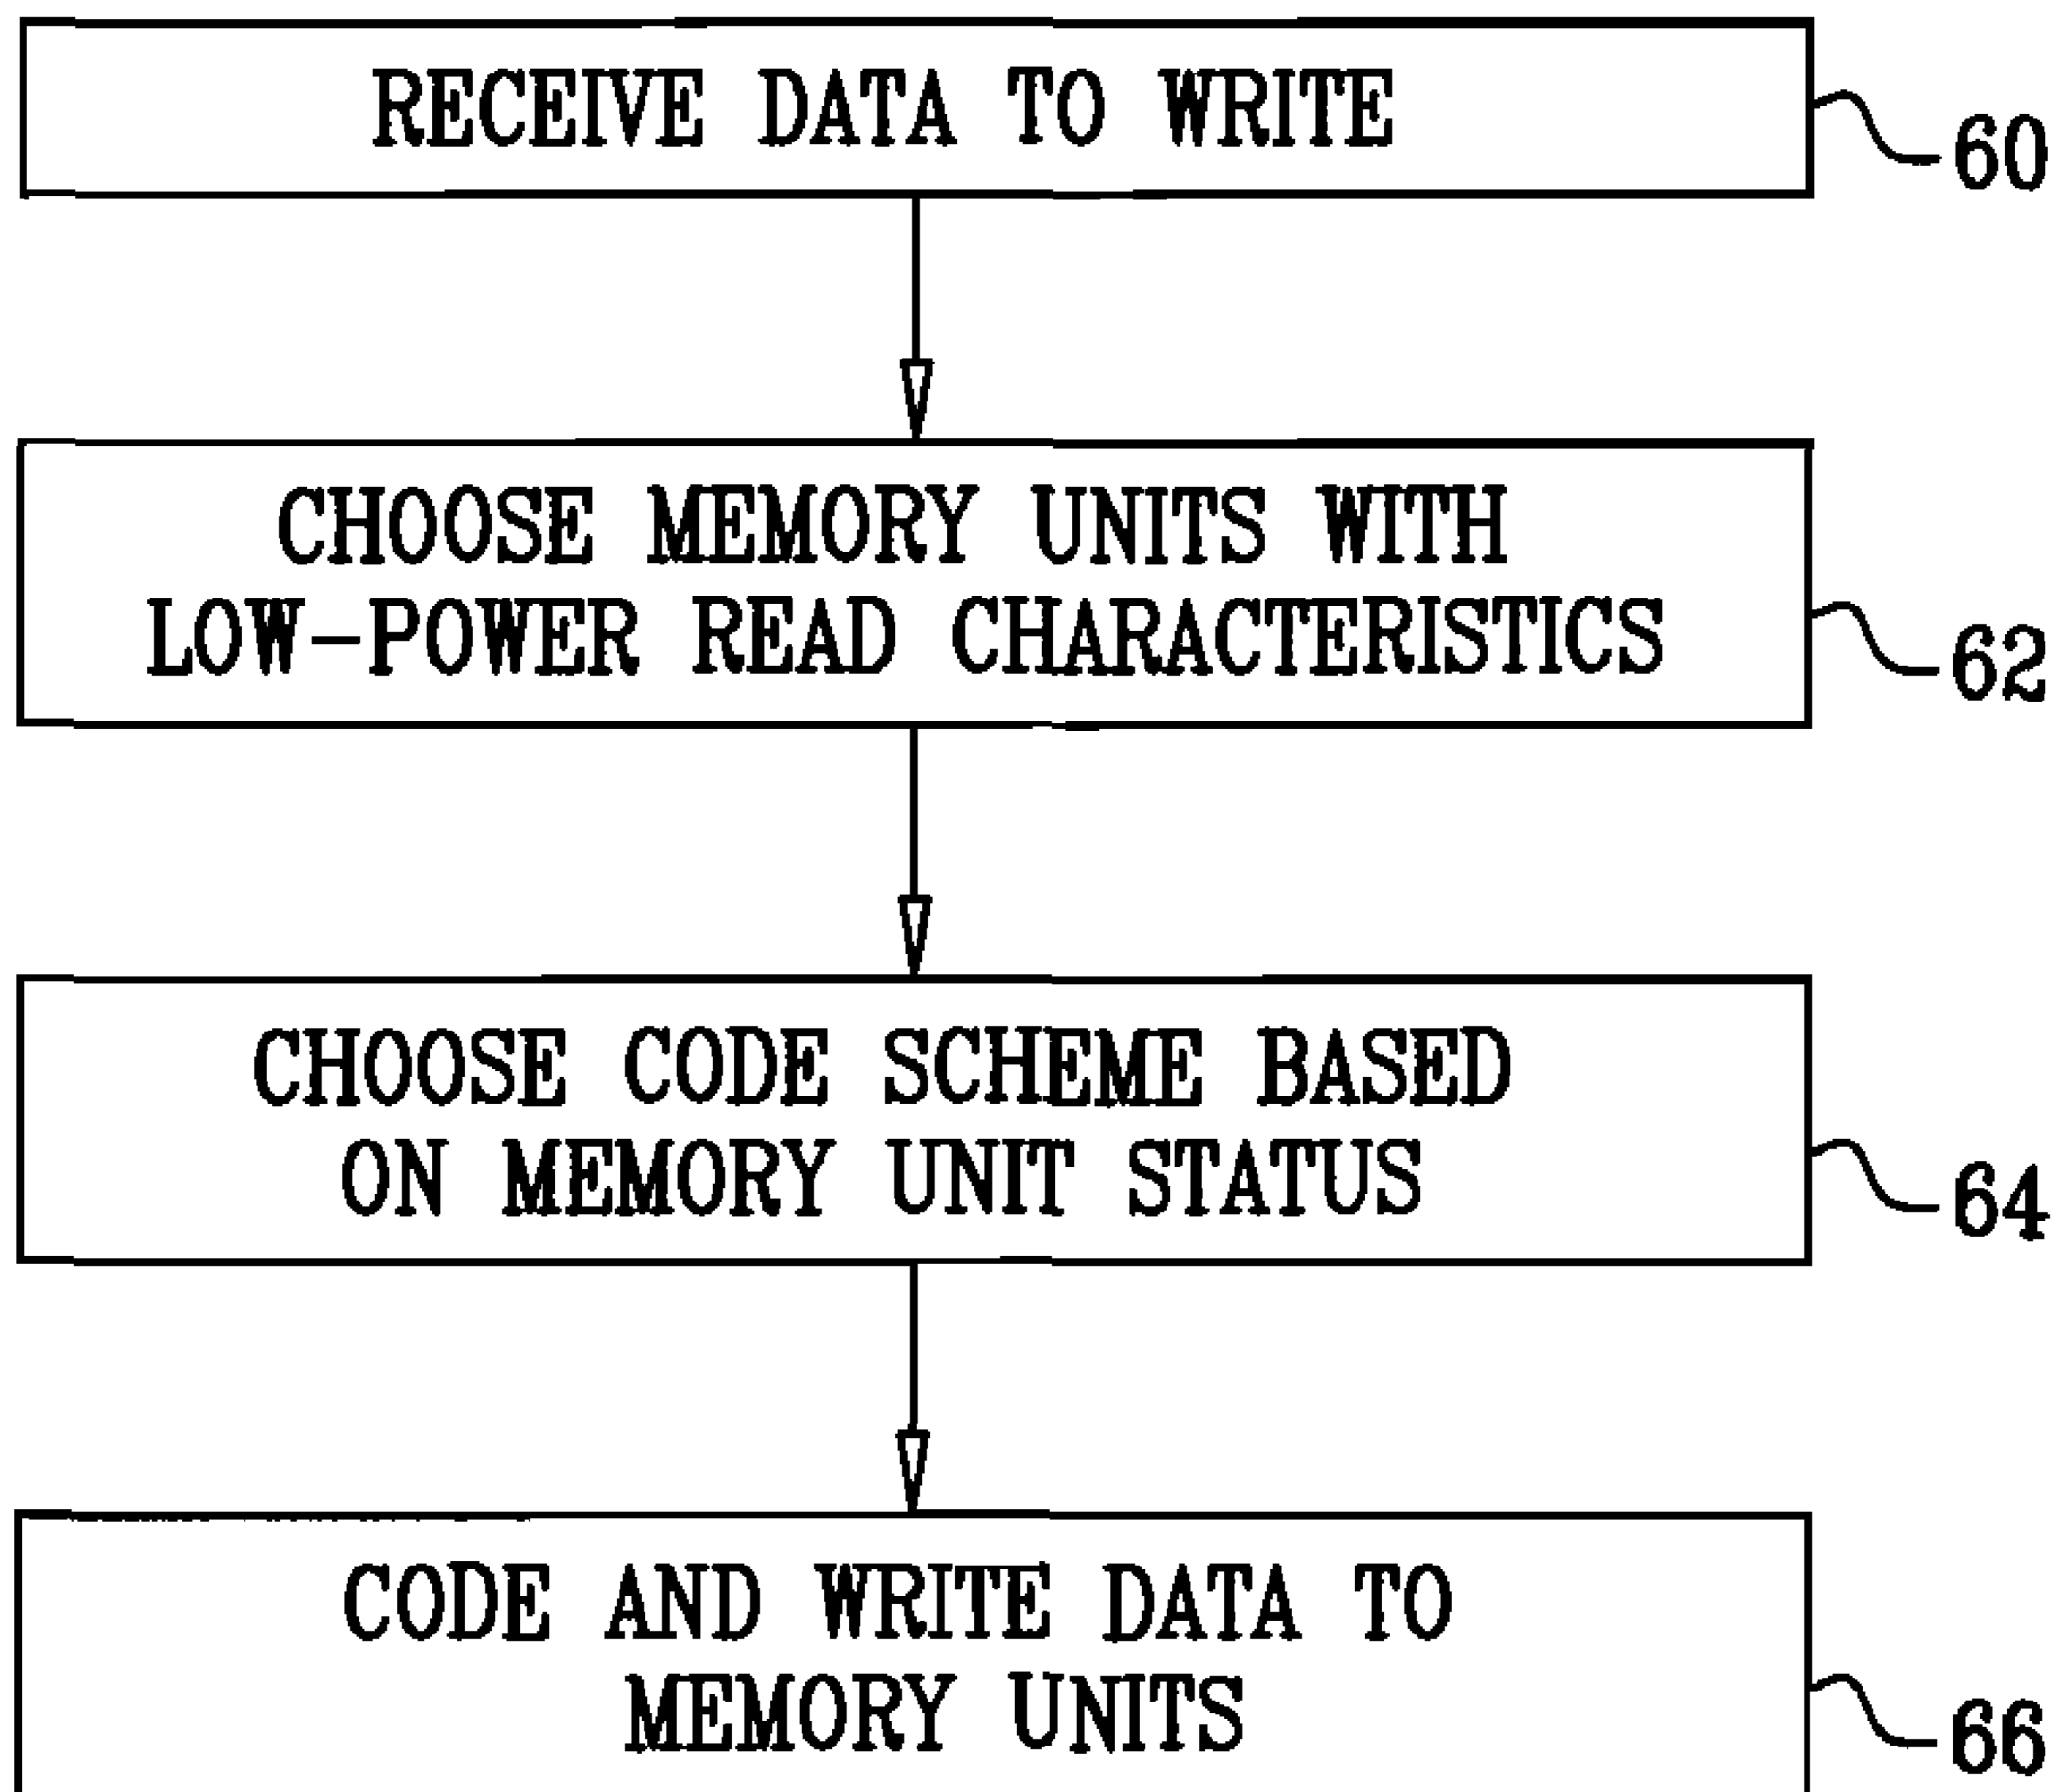 RECEIVE DATA TO WRITE
60
CHOOSE MEMORY UNITS WITH
LOW-POWER READ CHARACTERISTICS
62
CHOOSE CODE SCHEME BASED
ON MEMORY UNIT STATUS
64
CODE AND WRITE DATA TO
MEMORY UNITS
66